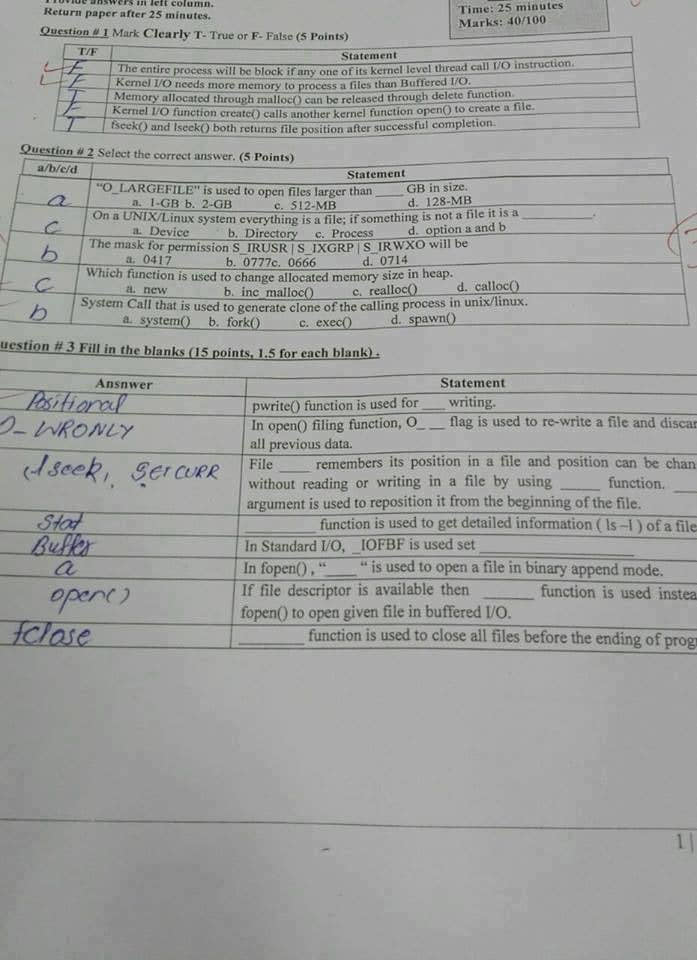 Provide answers in left column.
Return paper after 25 minutes.
Time: 25 minutes
Marks: 40/100
Question # 1 Mark Clearly T- True or F- False (5 Points)
T/F Statement
F The entire process will be block if any one of its kernel level thread call I/O instruction.
F Kernel I/O needs more memory to process a files than Buffered I/O.
T Memory allocated through malloc() can be released through delete function.
F Kernel I/O function create() calls another kernel function open() to create a file.
T fseek() and lseek() both returns file position after successful completion.
Question # 2 Select the correct answer. (5 Points)
a/b/c/d Statement
a "O_LARGEFILE" is used to open files larger than ____ GB in size.
a. 1-GB b. 2-GB c. 512-MB d. 128-MB
c On a UNIX/Linux system everything is a file; if something is not a file it is a ________.
a. Device b. Directory c. Process d. option a and b
b The mask for permission S_IRUSR | S_IXGRP | S_IRWXO will be
a. 0417 b. 0777c. 0666 d. 0714
c Which function is used to change allocated memory size in heap.
a. new b. inc_malloc() c. realloc() d. calloc()
b System Call that is used to generate clone of the calling process in unix/linux.
a. system() b. fork() c. exec() d. spawn()
uestion # 3 Fill in the blanks (15 points, 1.5 for each blank).
Ansnwer Statement
Positional pwrite() function is used for ___ writing.
O_WRONLY In open() filing function, O_ __ flag is used to re-write a file and discar
all previous data.
lseek, SETCURR File ____ remembers its position in a file and position can be chan
without reading or writing in a file by using _____ function. ___
argument is used to reposition it from the beginning of the file.
Stat ________ function is used to get detailed information ( ls –l ) of a file
Buffer In Standard I/O, _IOFBF is used set ________________
a In fopen() , "____ " is used to open a file in binary append mode.
open() If file descriptor is available then ______ function is used instea
fopen() to open given file in buffered I/O.
fclose ________ function is used to close all files before the ending of prog
1 |